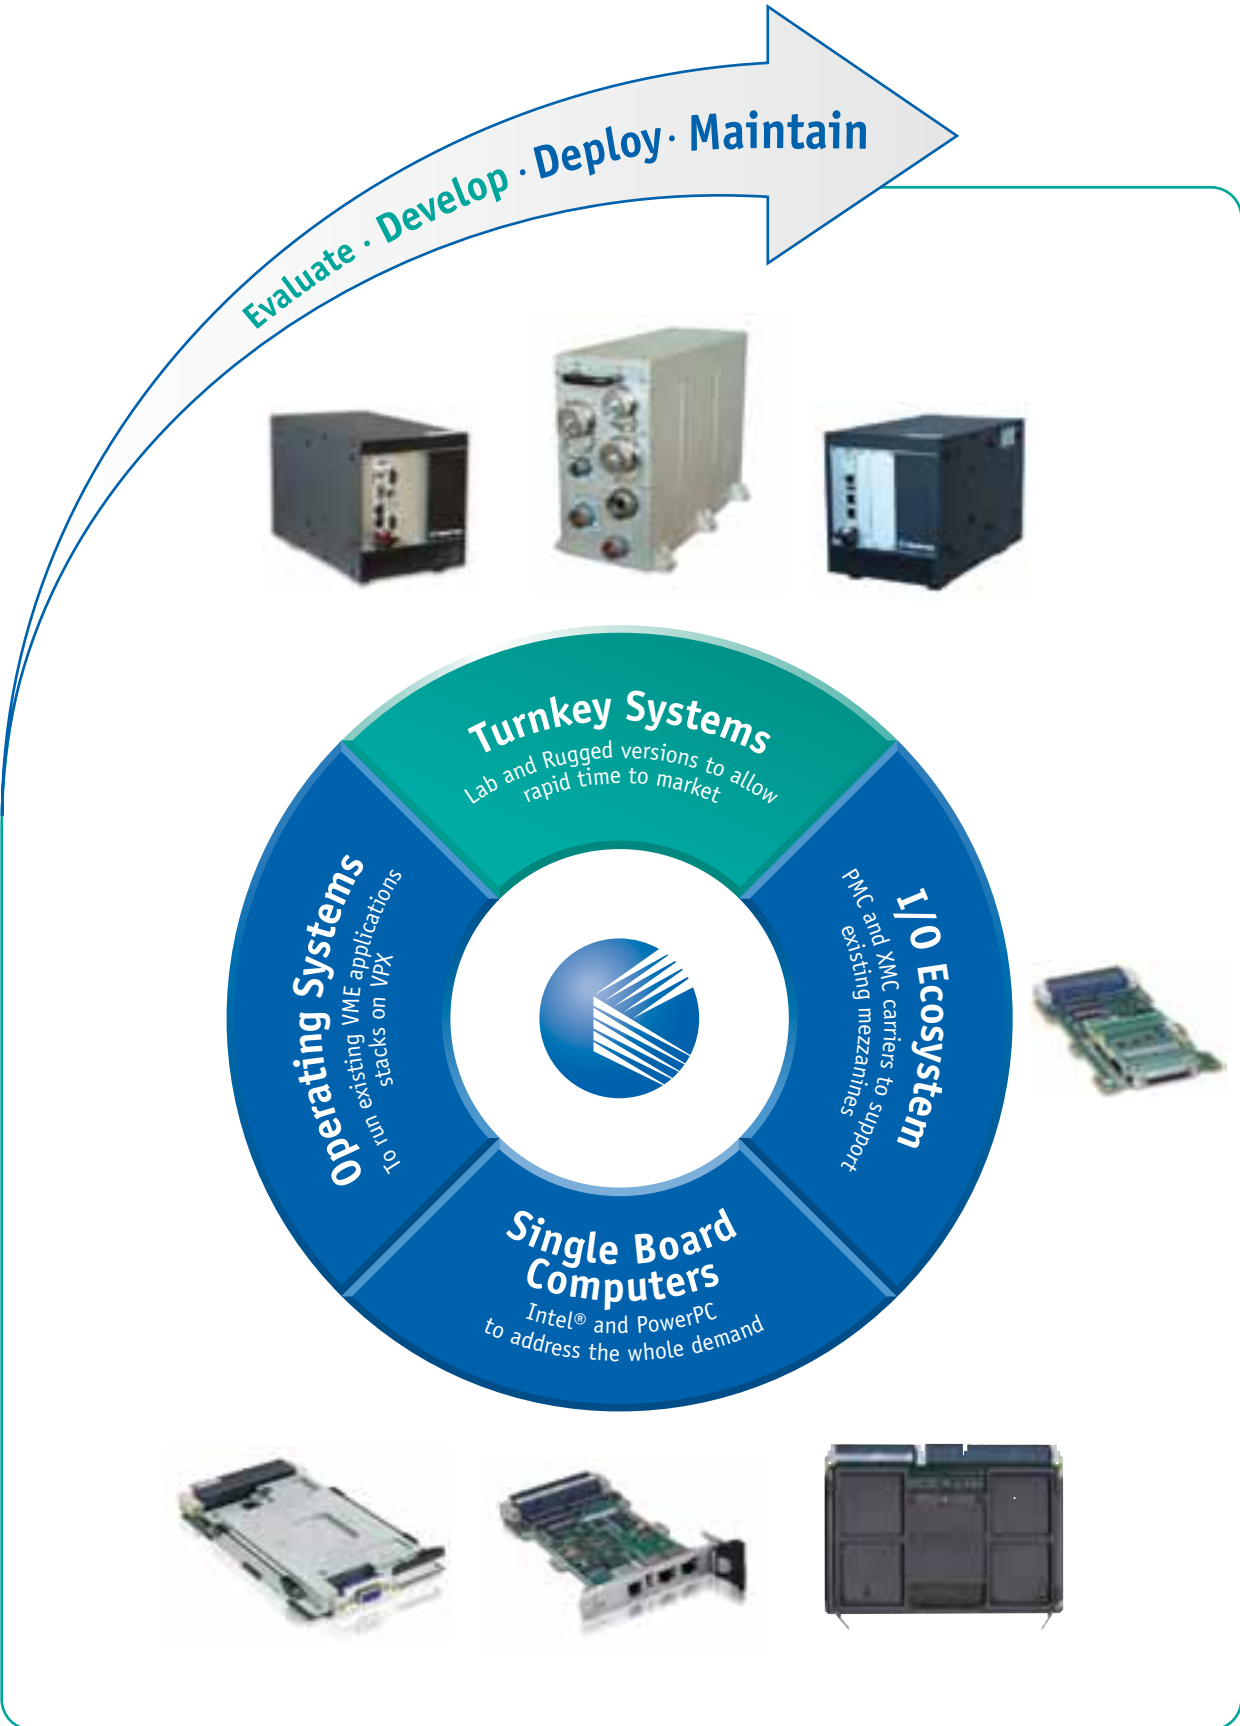 Evaluate · Develop · Deploy · Maintain
Turnkey Systems
Lab and Rugged versions to allow
rapid time to market
Operating Systems
To run existing VME applications
stacks on VPX
I/O Ecosystem
PMC and XMC carriers to support
existing mezzanines
Single Board
Computers
Intel® and PowerPC
to address the whole demand